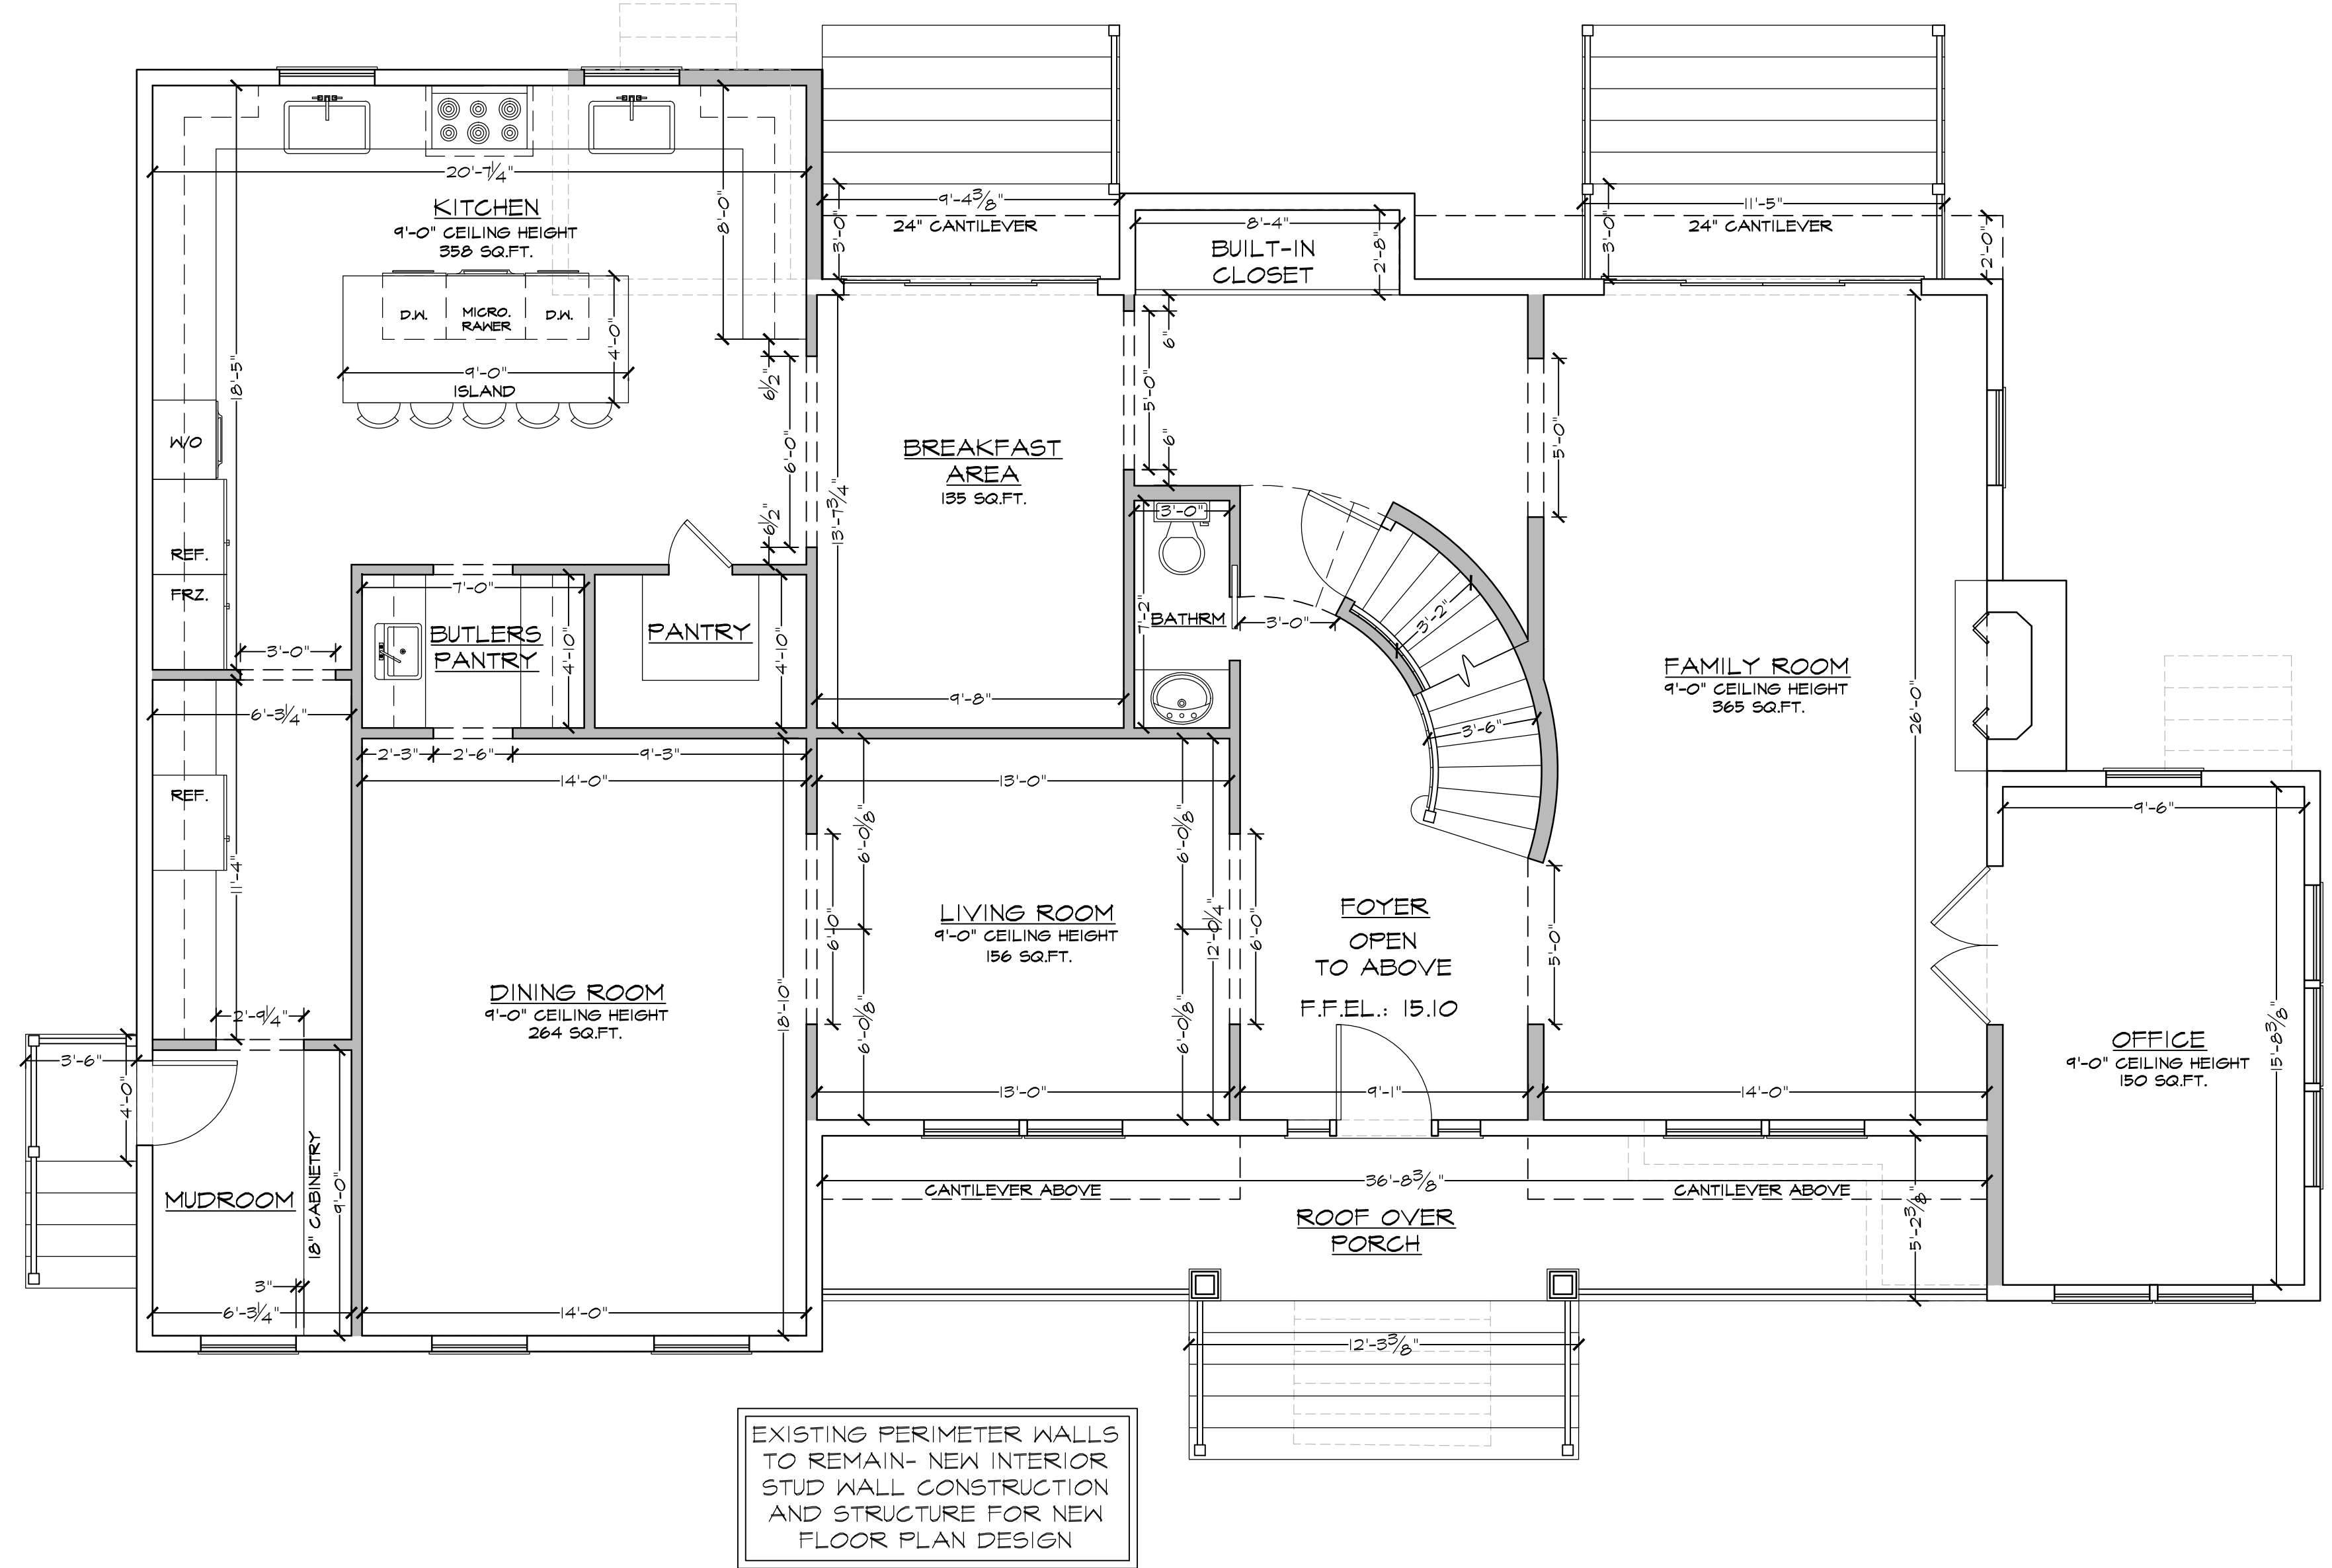 20'-7 1/4"
KITCHEN
9'-0" CEILING HEIGHT
358 SQ.FT.
8'-0"
18'-5"
D.W.
MICRO.
RAWER
D.W.
4'-0"
9'-0"
ISLAND
6 1/2"
6'-0"
6 1/2"
W/O
REF.
FRZ.
3'-0"
9'-4 3/8"
24" CANTILEVER
3'-0"
8'-4"
BUILT-IN
CLOSET
2'-8"
11'-5"
24" CANTILEVER
3'-0"
2'-0"
6"
5'-0"
6"
5'-0"
BREAKFAST
AREA
135 SQ.FT.
13'-7 3/4"
9'-8"
7'-0"
BUTLERS
PANTRY
4'-10"
PANTRY
4'-10"
3'-0"
7'-2"
BATHRM
3'-0"
3'-2"
3'-6"
FAMILY ROOM
9'-0" CEILING HEIGHT
365 SQ.FT.
26'-0"
6'-3/4"
2'-3"
2'-6"
9'-3"
14'-0"
13'-0"
REF.
11'-4"
2'-9 1/4"
6'-0/8"
6'-0/8"
6'-0"
6'-0"
12'-0/4"
LIVING ROOM
9'-0" CEILING HEIGHT
156 SQ.FT.
6'-0/8"
6'-0/8"
13'-0"
FOYER
OPEN
TO ABOVE
F.F.EL.: 15.10
5'-0"
9'-1"
14'-0"
9'-6"
OFFICE
9'-0" CEILING HEIGHT
150 SQ.FT.
15'-8 3/8"
DINING ROOM
9'-0" CEILING HEIGHT
264 SQ.FT.
18'-10"
14'-0"
3'-6"
4'-0"
MUDROOM
18" CABINETRY
9'-0"
3"
6'-3/4"
36'-8 3/8"
CANTILEVER ABOVE
CANTILEVER ABOVE
ROOF OVER
PORCH
5'-2 3/8"
12'-3 3/8"
EXISTING PERIMETER WALLS
TO REMAIN- NEW INTERIOR
STUD WALL CONSTRUCTION
AND STRUCTURE FOR NEW
FLOOR PLAN DESIGN